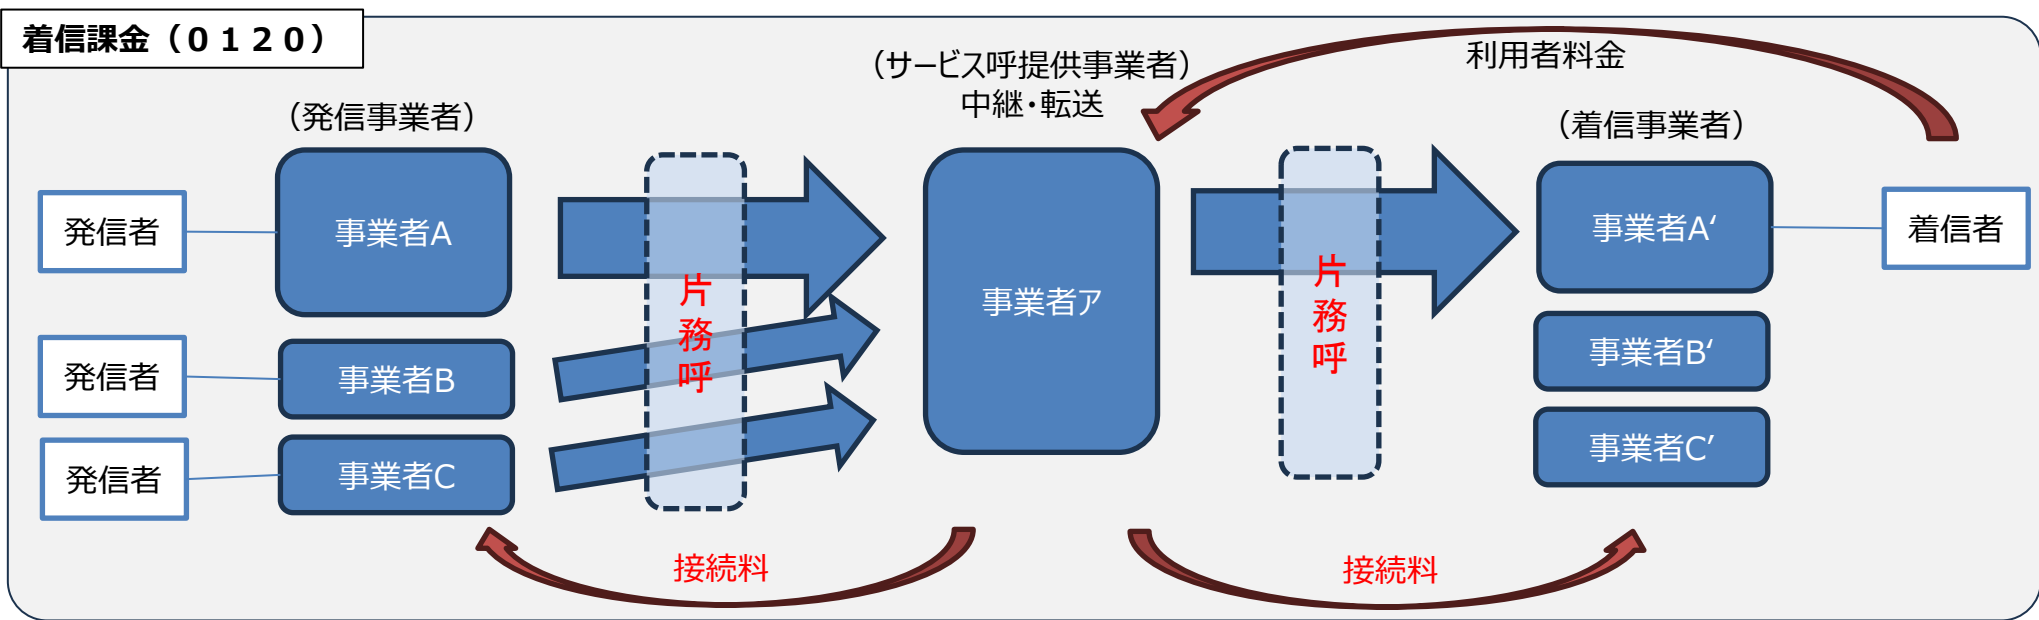 着信課金（０１２０）
（サービス呼提供事業者）
中継・転送
利用者料金
（発信事業者）
（着信事業者）
発信者
事業者A
発信者
事業者B
発信者
事業者C
片務呼
事業者ア
片務呼
事業者A‘
着信者
事業者B‘
事業者C’
接続料
接続料